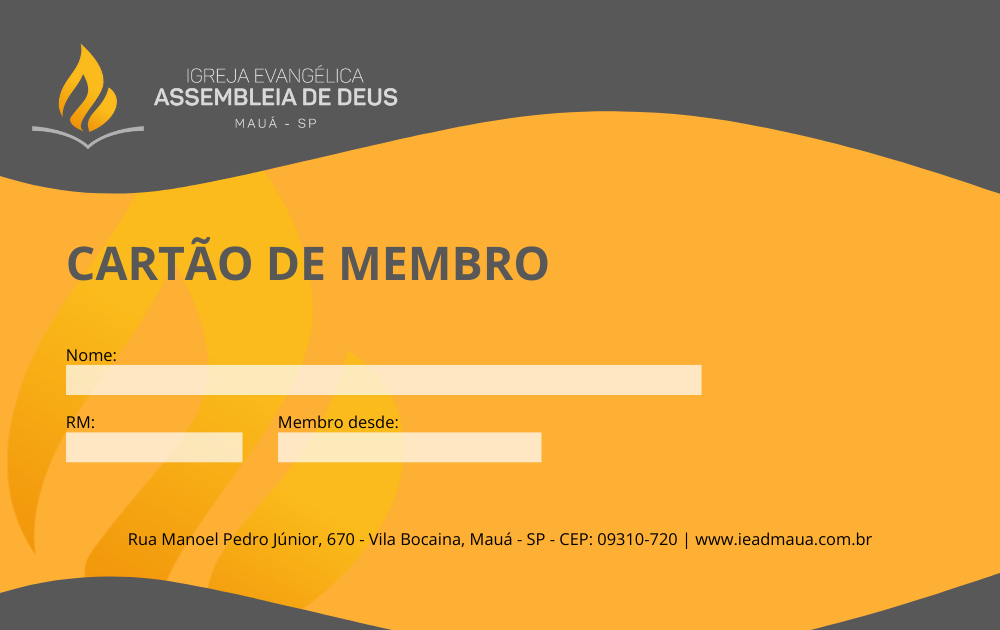 IGREJA EVANGÉLICA
ASSEMBLEIA DE DEUS
MAUÁ - SP
CARTÃO DE MEMBRO
Nome:
RM:
Membro desde:
Rua Manoel Pedro Júnior, 670 - Vila Bocaina, Mauá - SP - CEP: 09310-720 | www.ieadmaua.com.br